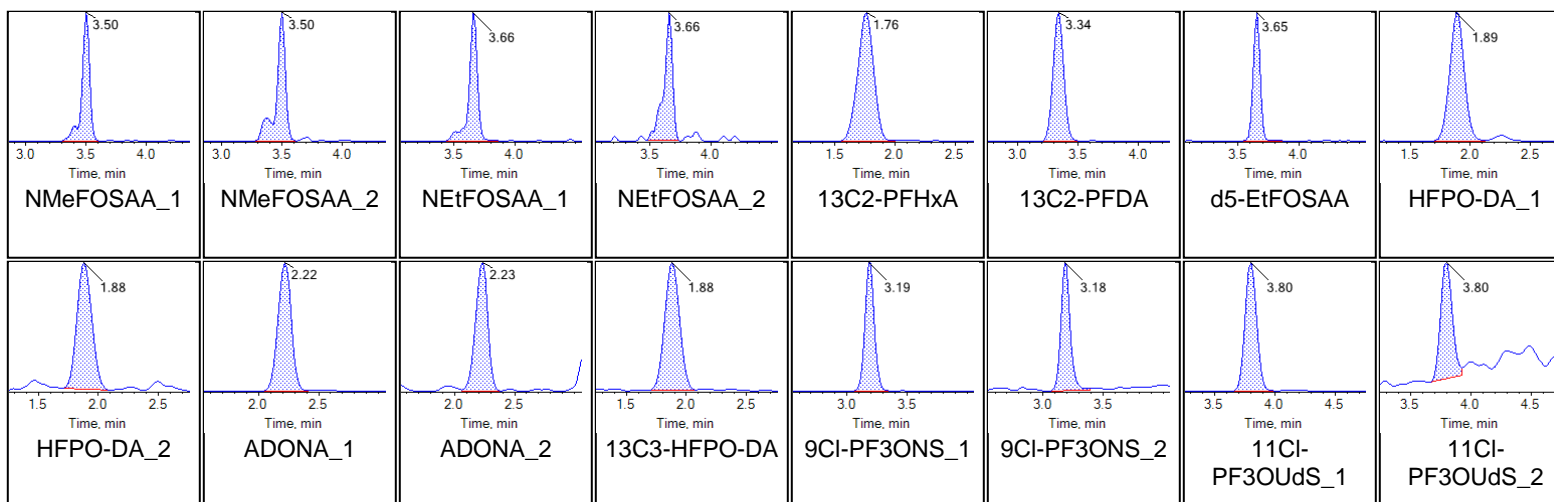 3.50
3.50
3.66
3.66
1.76
3.34
3.65
1.89
3.0 3.5 4.0
3.0 3.5 4.0
3.5 4.0
3.5 4.0
1.5 2.0 2.5
3.0 3.5 4.0
3.5 4.0
1.5 2.0 2.5
Time, min
Time, min
Time, min
Time, min
Time, min
Time, min
Time, min
Time, min
NMeFOSAA_1
NMeFOSAA_2
NEtFOSAA_1
NEtFOSAA_2
13C2-PFHxA
13C2-PFDA
d5-EtFOSAA
HFPO-DA_1
1.88
2.22
2.23
1.88
3.19
3.18
3.80
3.80
1.5 2.0 2.5
2.0 2.5
2.0 2.5
1.5 2.0 2.5
3.0 3.5
3.0 3.5
3.5 4.0 4.5
3.5 4.0 4.5
Time, min
Time, min
Time, min
Time, min
Time, min
Time, min
Time, min
Time, min
HFPO-DA_2
ADONA_1
ADONA_2
13C3-HFPO-DA
9Cl-PF3ONS_1
9Cl-PF3ONS_2
11Cl-
PF3OUdS_1
11Cl-
PF3OUdS_2